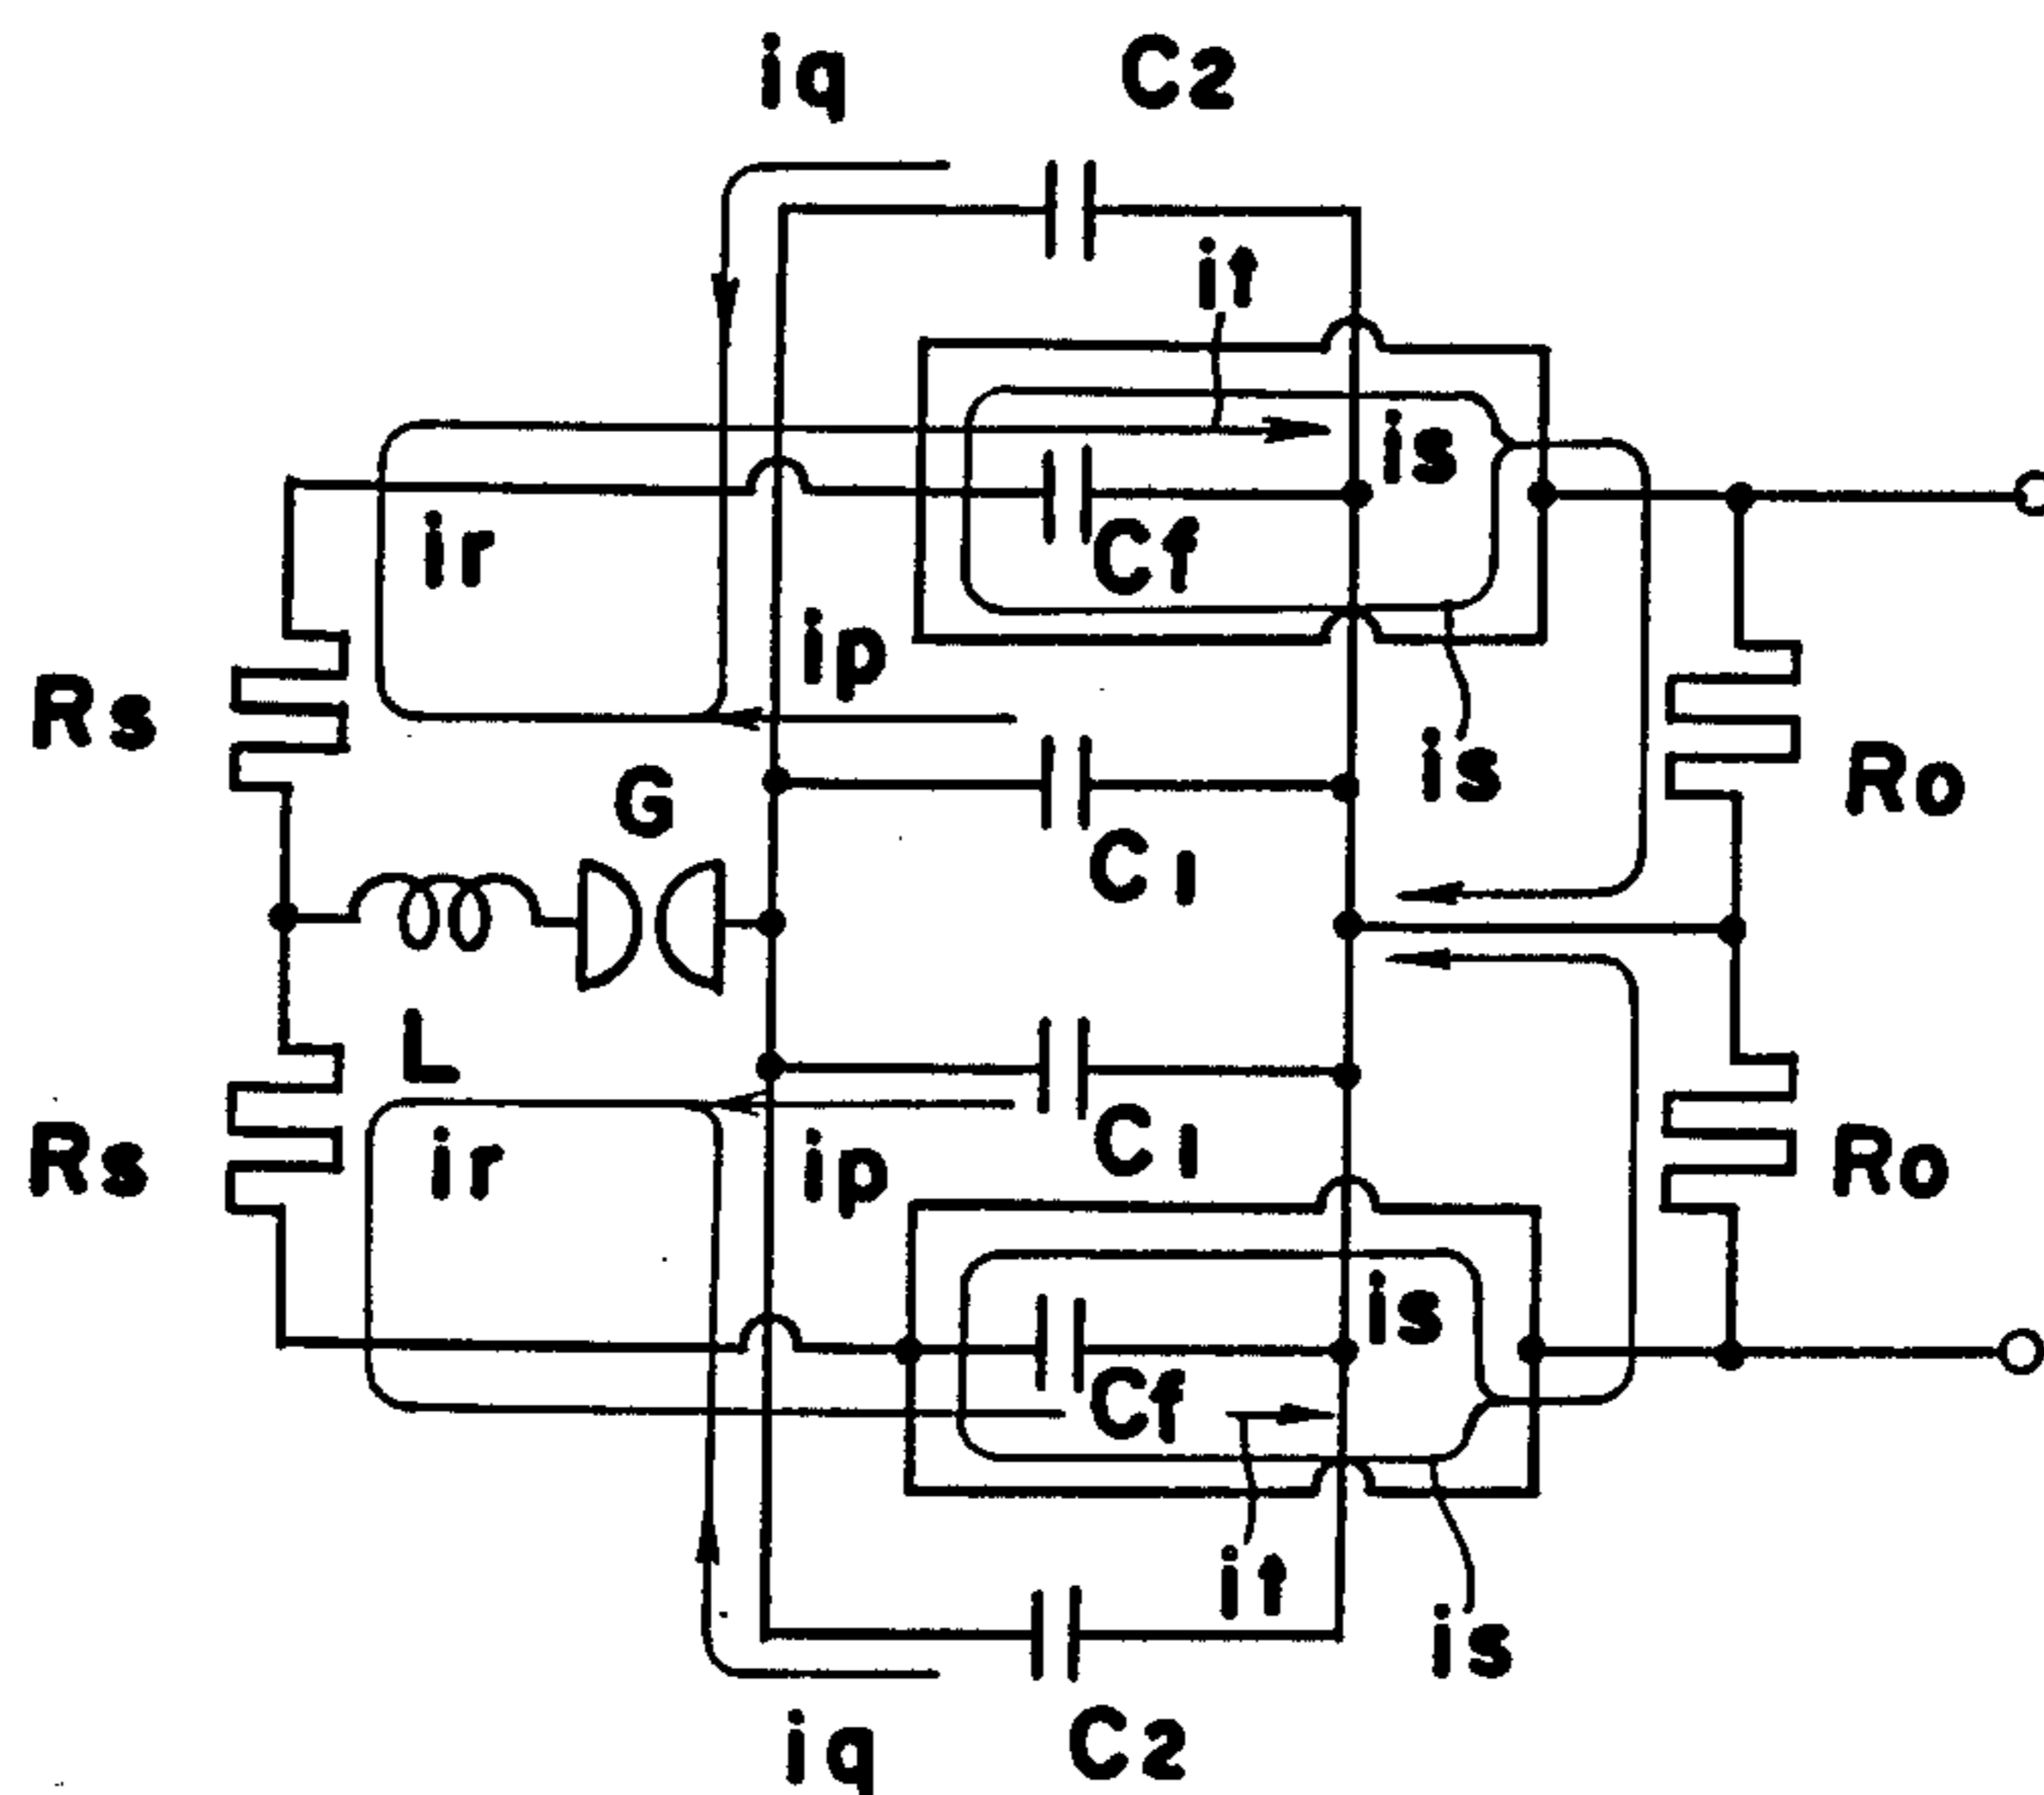 iq C2
it
is
ir Cf
ip
Rs is
G Ro
C1
L
C1
Rs ir ip Ro
is
Cf
it
is
iq C2